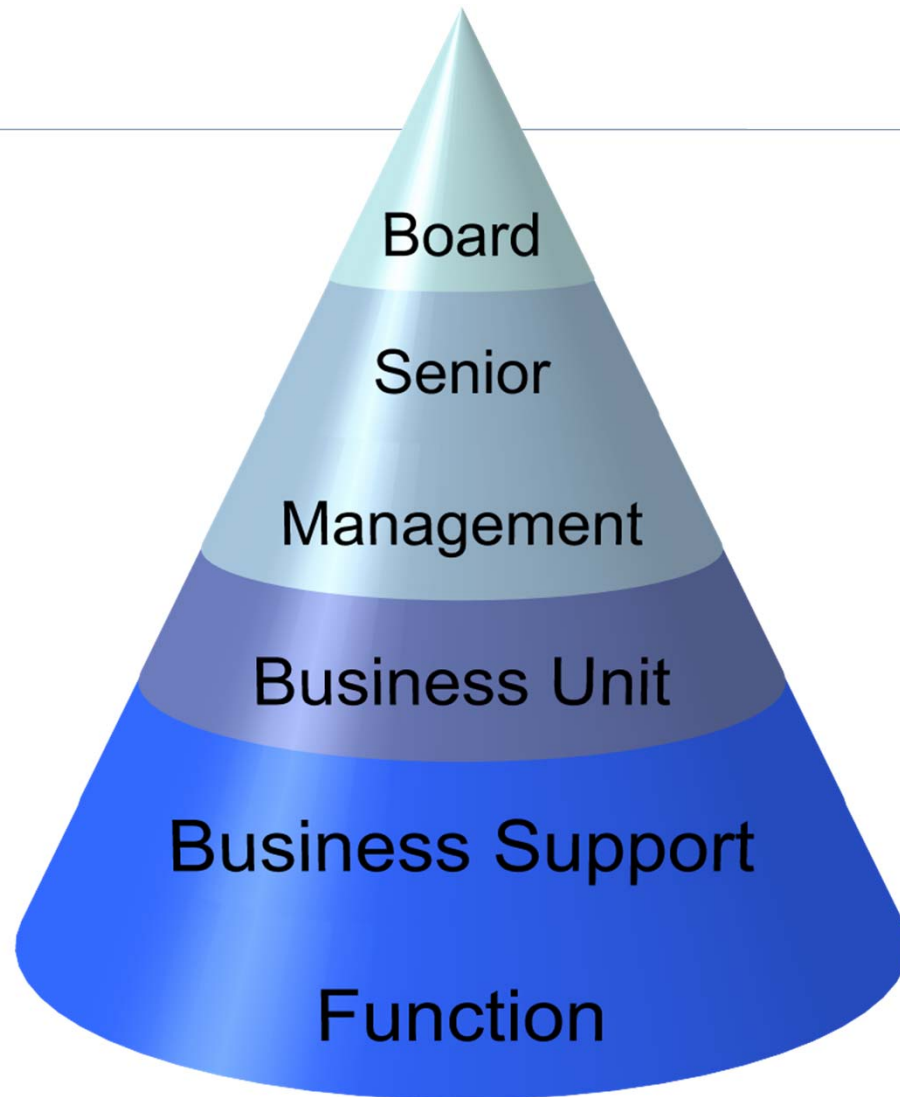 Board
Senior
Management
Business Unit
Business Support
Function